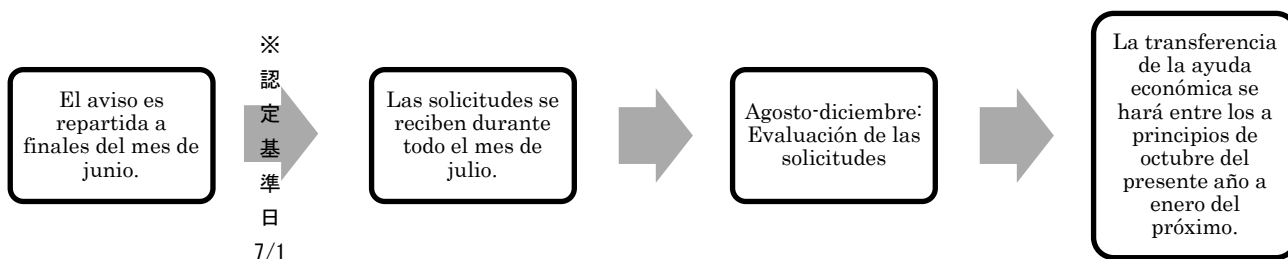 El aviso es
repartida a
finales del mes de
junio.
※
認
定
基
準
日
7/1
Las solicitudes se
reciben durante
todo el mes de
julio.
Agosto-diciembre:
Evaluación de las
solicitudes
La transferencia
de la ayuda
económica se
hará entre los a
principios de
octubre del
presente año a
enero del
próximo.